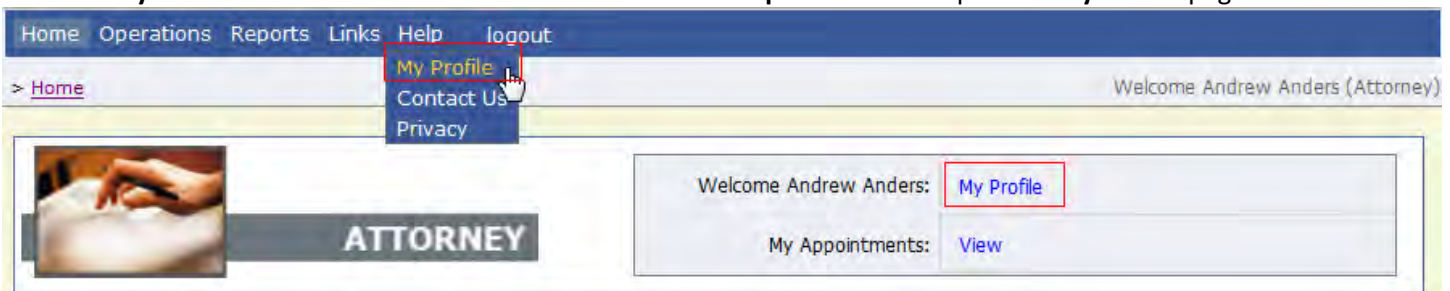 Home Operations Reports Links Help logout
My Profile
> Home
Contact Us
Welcome Andrew Anders (Attorney)
Privacy
Welcome Andrew Anders: My Profile
ATTORNEY
My Appointments: View